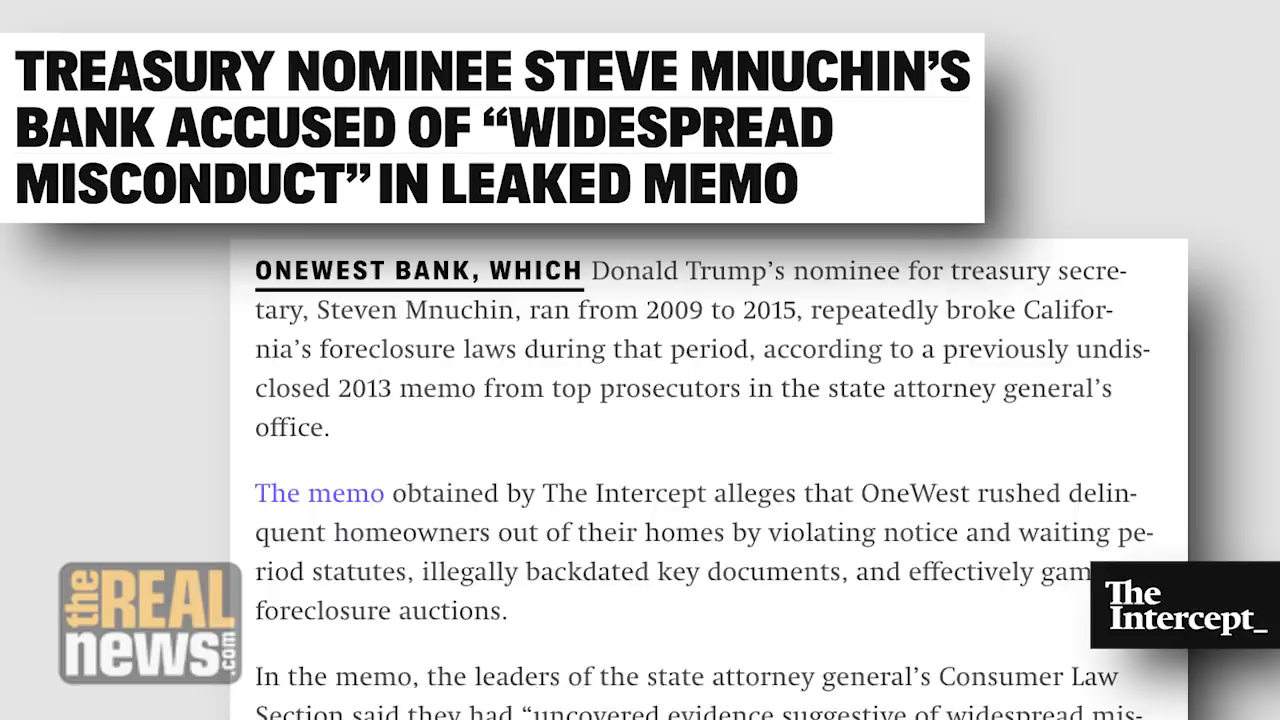 TREASURY NOMINEE STEVE MNUCHIN’S
BANK ACCUSED OF “WIDESPREAD
MISCONDUCT” IN LEAKED MEMO
ONEWEST BANK, WHICH Donald Trump’s nominee for treasury secre-
tary, Steven Mnuchin, ran from 2009 to 2015, repeatedly broke Califor-
nia’s foreclosure laws during that period, according to a previously undis-
closed 2013 memo from top prosecutors in the state attorney general’s
office.
The memo obtained by The Intercept alleges that OneWest rushed delin-
quent homeowners out of their homes by violating notice and waiting pe-
riod statutes, illegally backdated key documents, and effectively gam
foreclosure auctions.
In the memo, the leaders of the state attorney general’s Consumer Law
Section said they had “uncovered evidence suggestive of widespread mis-
the REAL
news.com
The
Intercept_